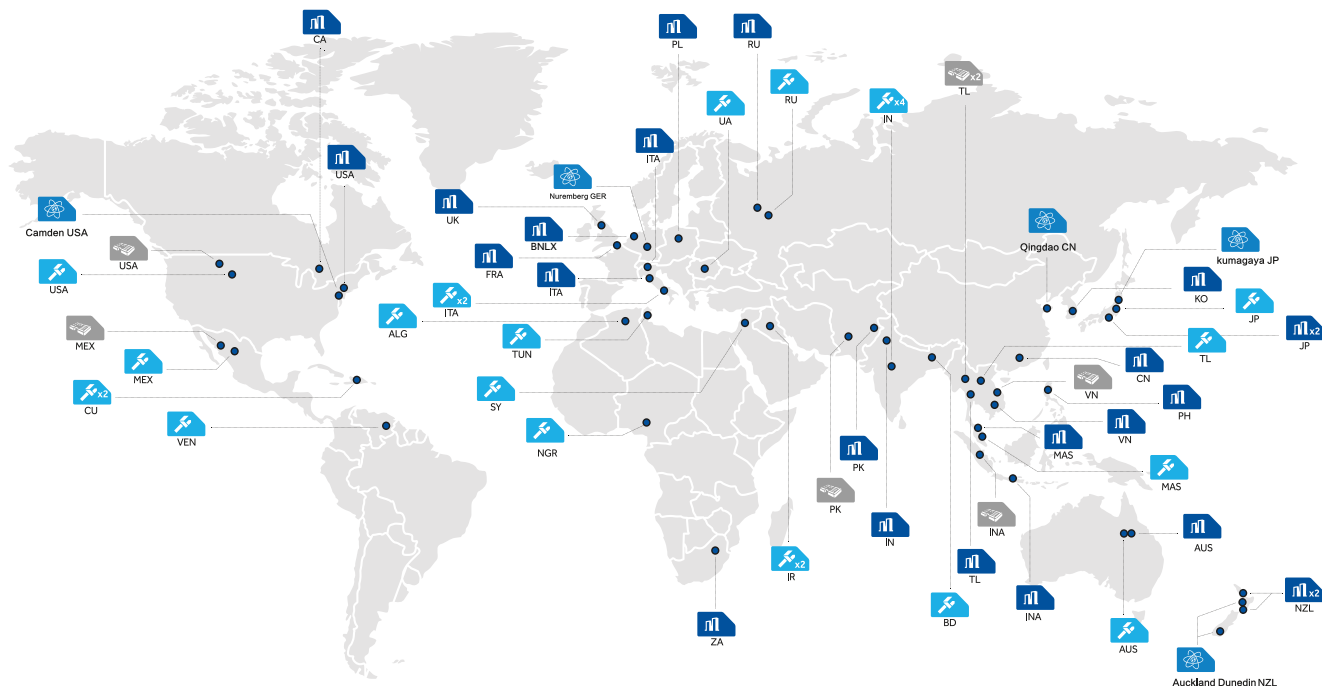 CA
PL
RU
x2
TL
RU
x4
IN
UA
ITA
USA
Nuremberg GER
UK
Camden USA
BNLX
Qingdao CN
kumagaya JP
USA
FRA
USA
ITA
x2
ITA
KO
JP
ALG
TUN
MEX
MEX
TL
x2
JP
CN
VN
x2
CU
SY
PH
VEN
NGR
VN
MAS
PK
MAS
PK
INA
IN
AUS
x2
IR
TL
INA
BD
x2
NZL
ZA
AUS
Auckland Dunedin NZL